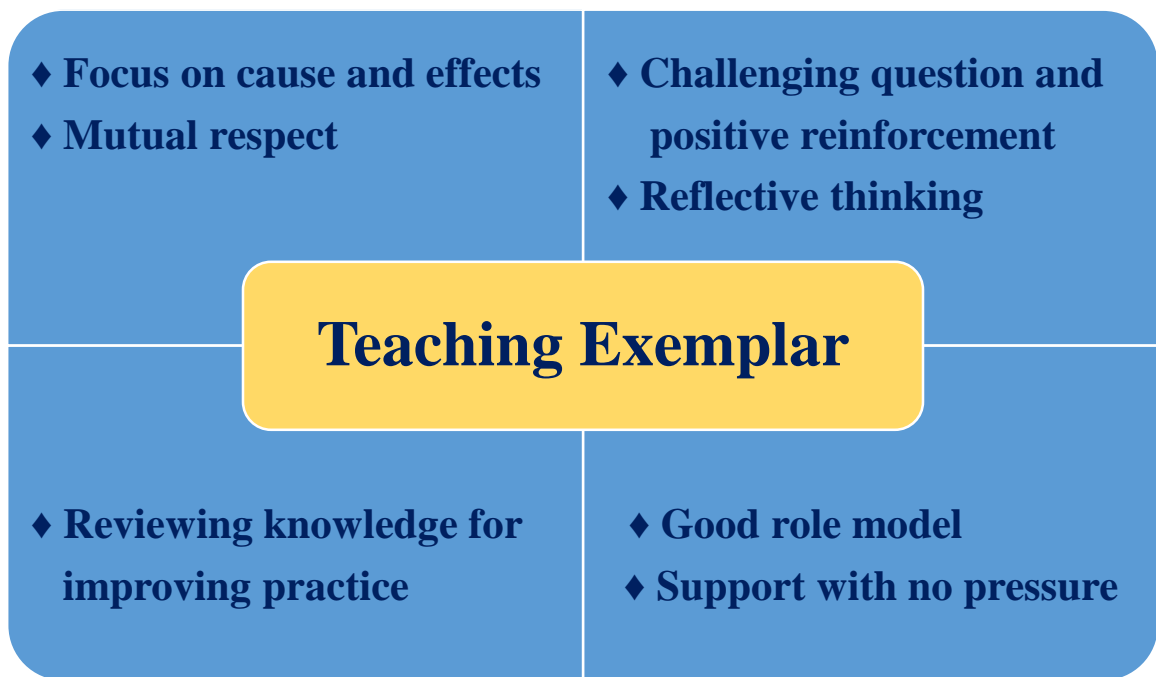 ♦ Focus on cause and effects
♦ Mutual respect
♦ Challenging question and
positive reinforcement
♦ Reflective thinking
Teaching Exemplar
♦ Reviewing knowledge for
improving practice
♦ Good role model
♦ Support with no pressure